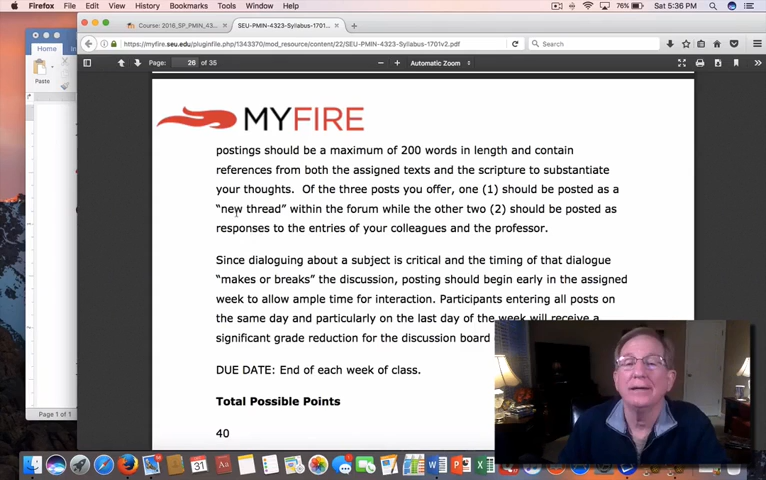 Firefox File Edit View History Bookmarks Tools Window Help 76% Sat 5:36 PM
Course: 2016_SP_PMIN_43...
SEU-PMIN-4323-Syllabus-1701...
https://myfire.seu.edu/pluginfile.php/1343370/mod_resource/content/22/SEU-PMIN-4323-Syllabus-1701v2.pdf
Search
Page: 26 of 35
Automatic Zoom
Home
Paste
MYFIRE
postings should be a maximum of 200 words in length and contain
references from both the assigned texts and the scripture to substantiate
your thoughts. Of the three posts you offer, one (1) should be posted as a
“new thread” within the forum while the other two (2) should be posted as
responses to the entries of your colleagues and the professor.
Since dialoguing about a subject is critical and the timing of that dialogue
“makes or breaks” the discussion, posting should begin early in the assigned
week to allow ample time for interaction. Participants entering all posts on
the same day and particularly on the last day of the week will receive a
significant grade reduction for the discussion board
DUE DATE: End of each week of class.
Total Possible Points
40
Page 1 of 1
31